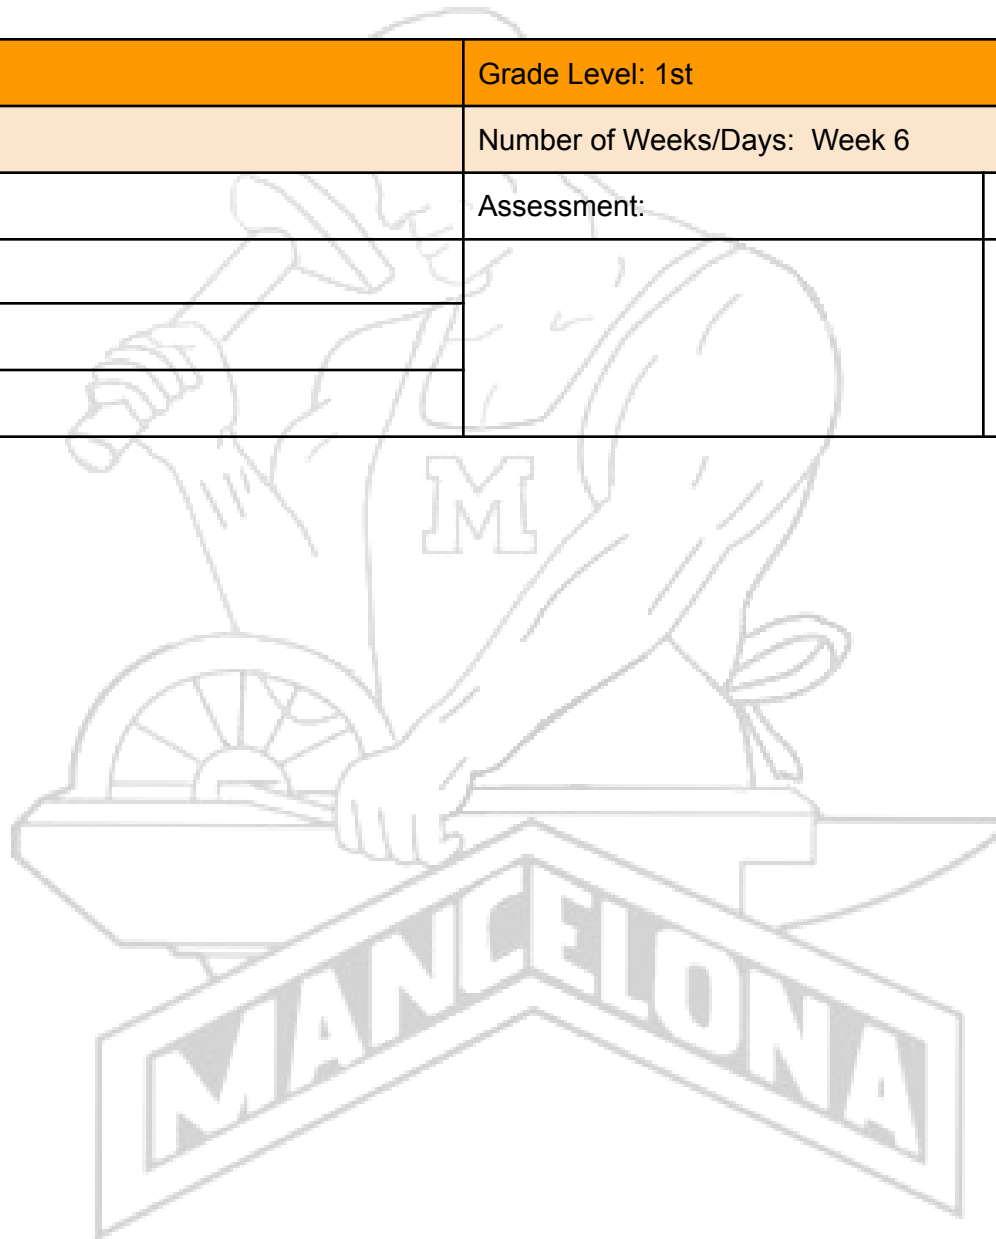 Grade Level: 1st
Number of Weeks/Days: Week 6
Assessment:
M
MANCELONA